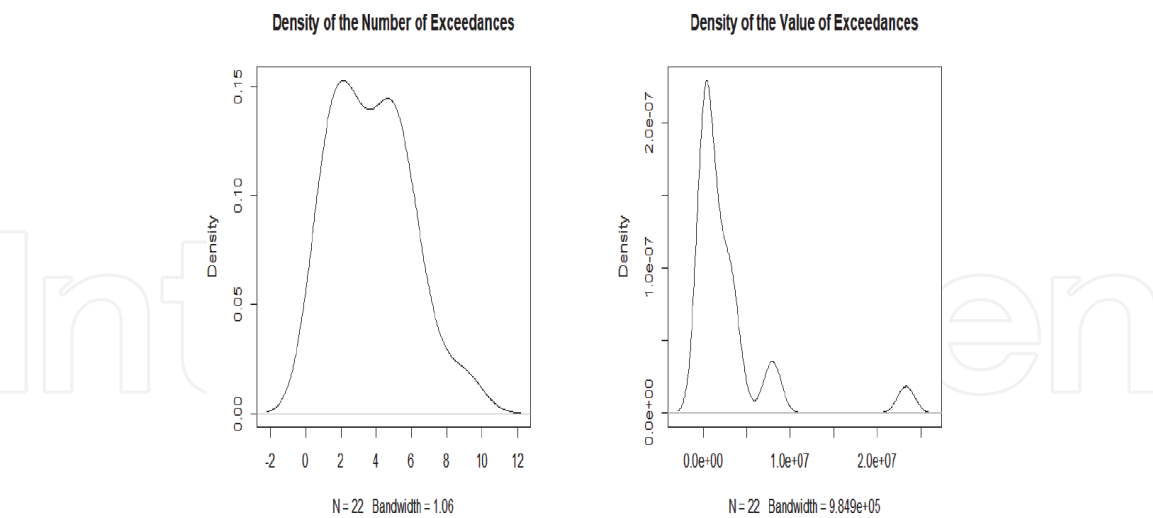 Density of the Number of Exceedances
Density
0.00
0.05
0.10
0.15
-2 0 2 4 6 8 10 12
N = 22 Bandwidth = 1.06
Density of the Value of Exceedances
Density
0.0e+00
1.0e-07
2.0e-07
0.0e+00 1.0e+07 2.0e+07
N = 22 Bandwidth = 9.849e+05
Int
en